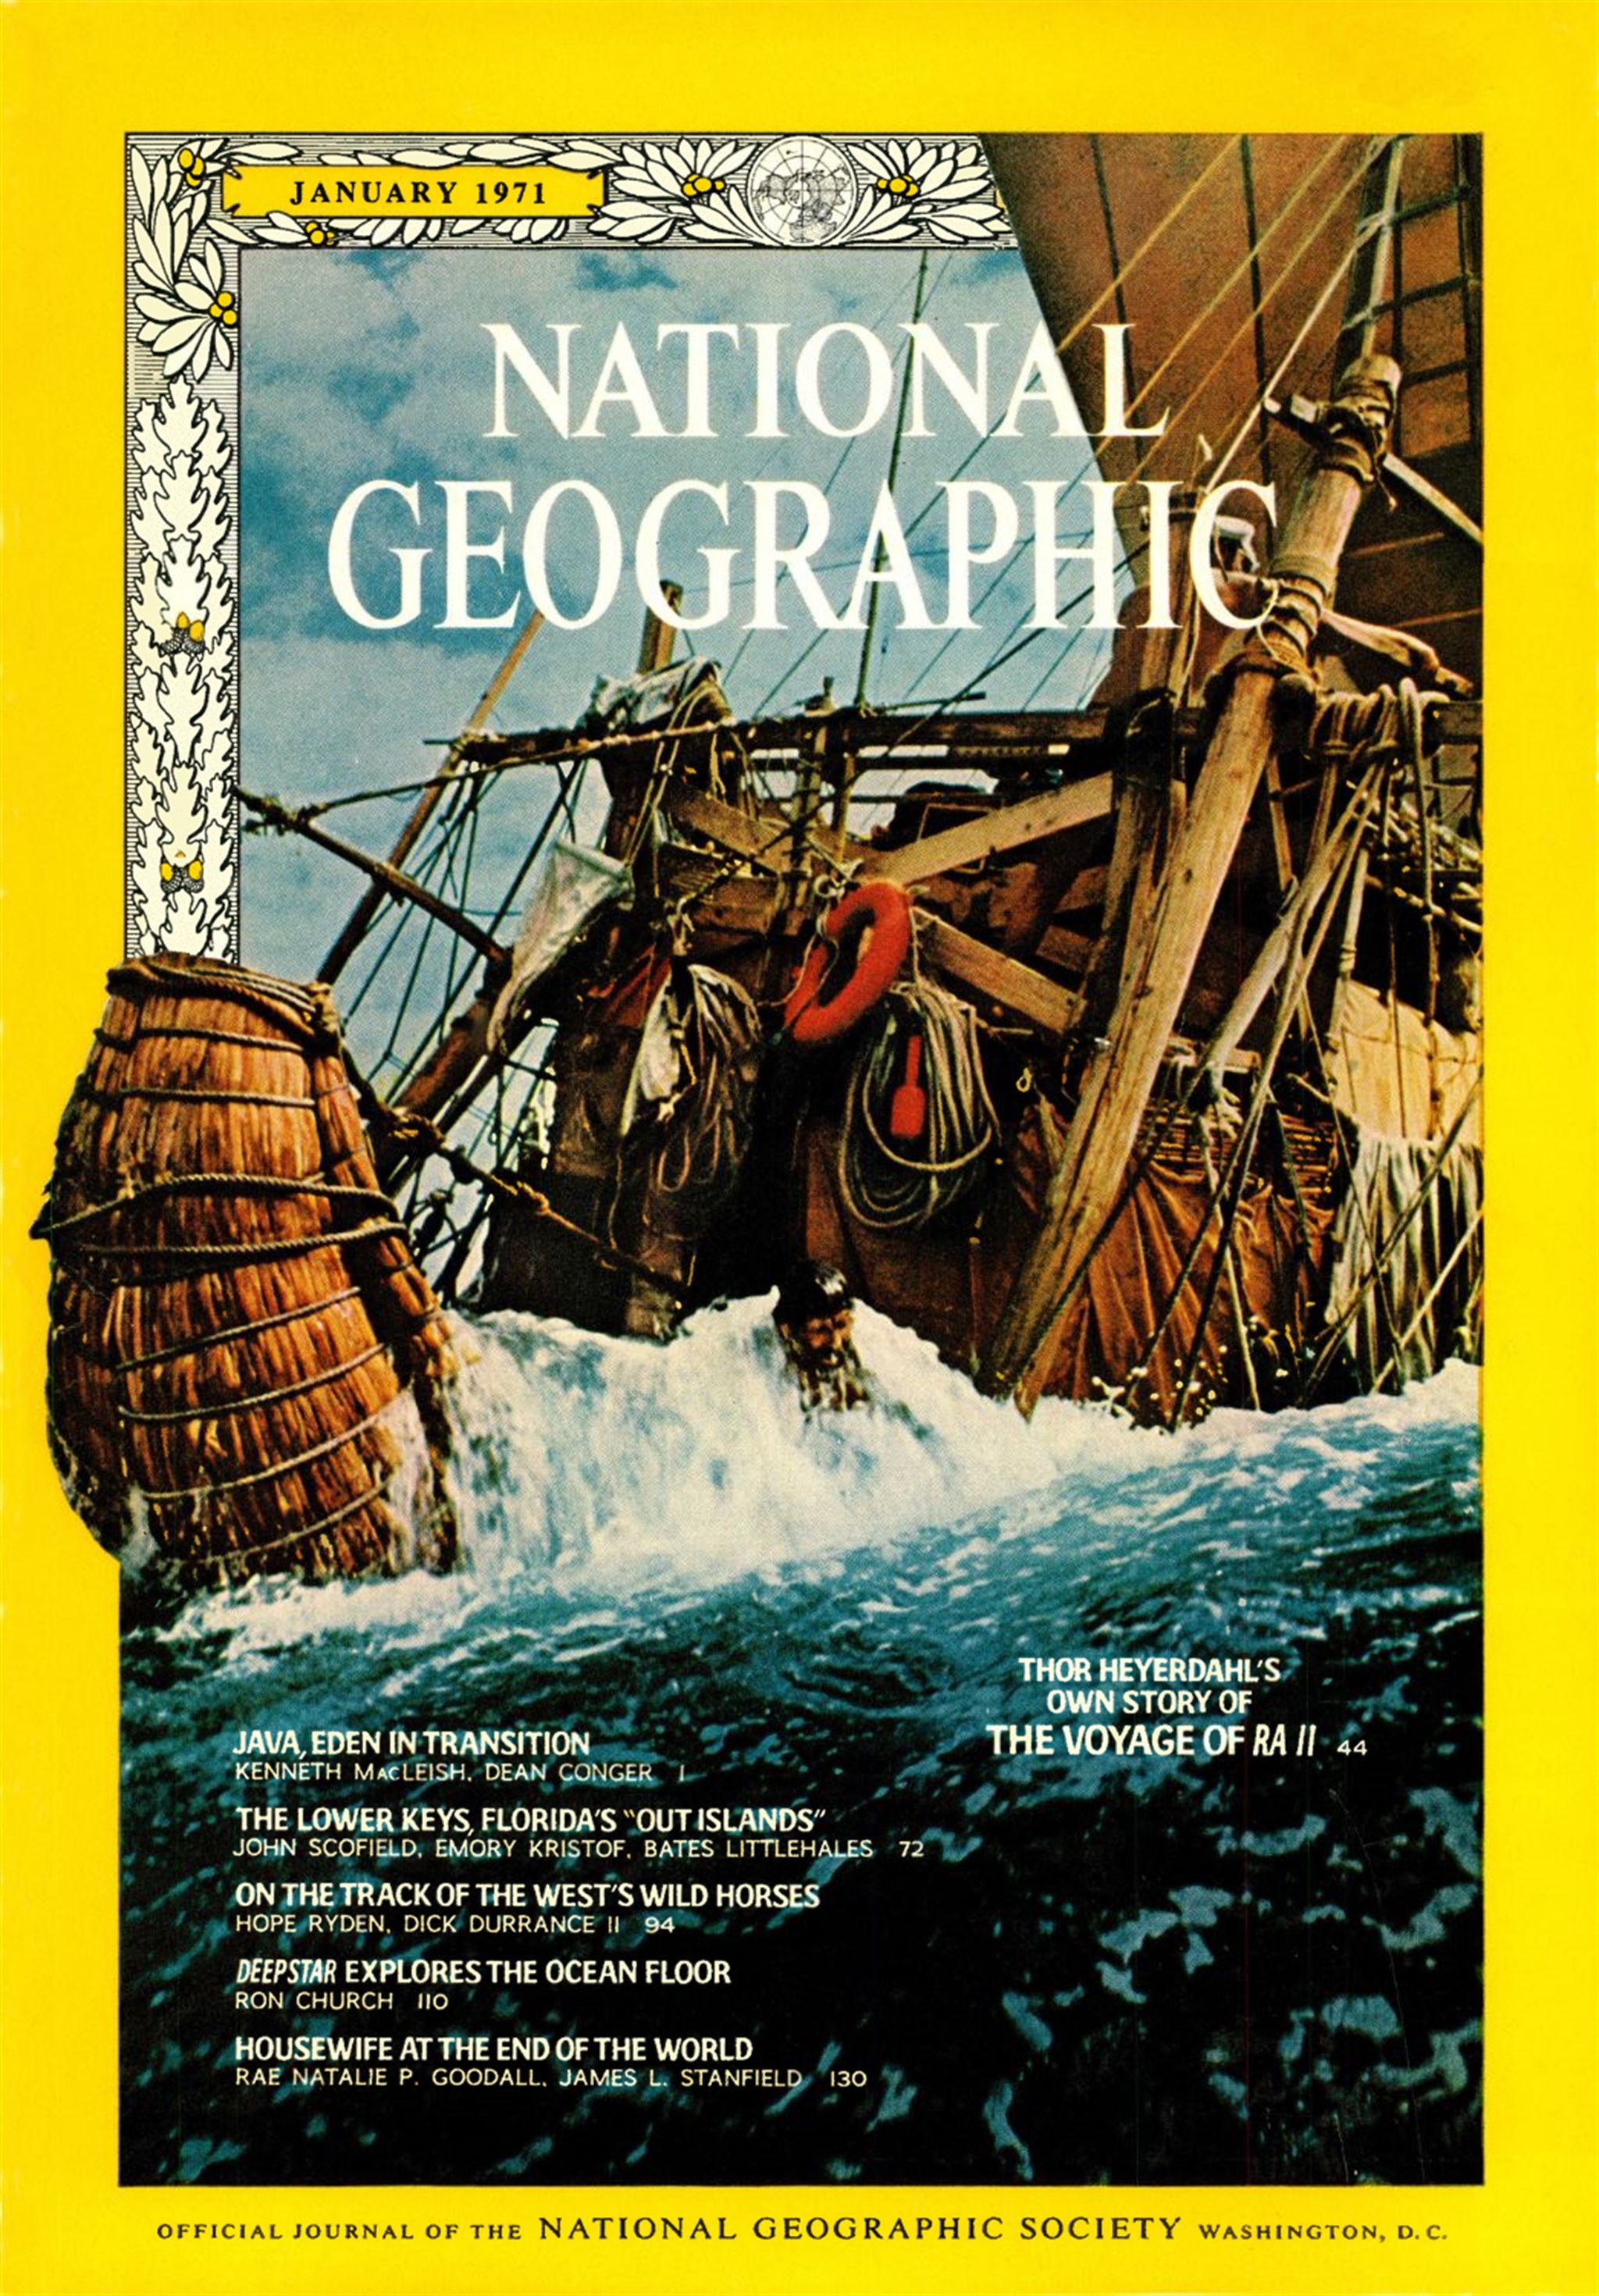 JANUARY 1971
NATIONAL
GEOGRAPHIC
THOR HEYERDAHL'S
OWN STORY OF
THE VOYAGE OF RA II 44
JAVA, EDEN IN TRANSITION
KENNETH MacLEISH, DEAN CONGER 1
THE LOWER KEYS, FLORIDA'S "OUT ISLANDS"
JOHN SCOFIELD, EMORY KRISTOF, BATES LITTLEHALES 72
ON THE TRACK OF THE WEST'S WILD HORSES
HOPE RYDEN, DICK DURRANCE II 94
DEEPSTAR EXPLORES THE OCEAN FLOOR
RON CHURCH 110
HOUSEWIFE AT THE END OF THE WORLD
RAE NATALIE P. GOODALL, JAMES L. STANFIELD 130
OFFICIAL JOURNAL OF THE NATIONAL GEOGRAPHIC SOCIETY WASHINGTON, D.C.